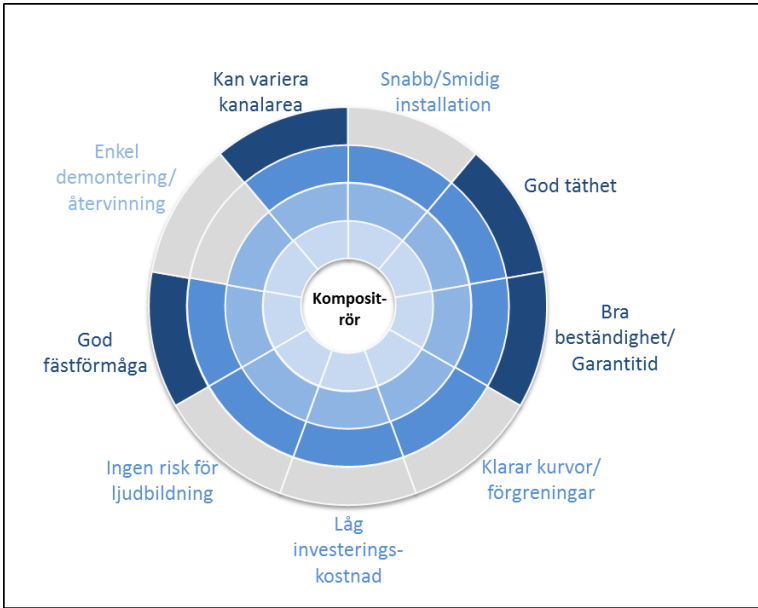 Kan variera
kanalarea
Snabb/Smidig
installation
Enkel
demontering/
återvinning
God täthet
Komposit-
rör
God
fästförmåga
Bra
beständighet/
Garantitid
Ingen risk för
ljudbildning
Klarar kurvor/
förgreningar
Låg
investerings-
kostnad